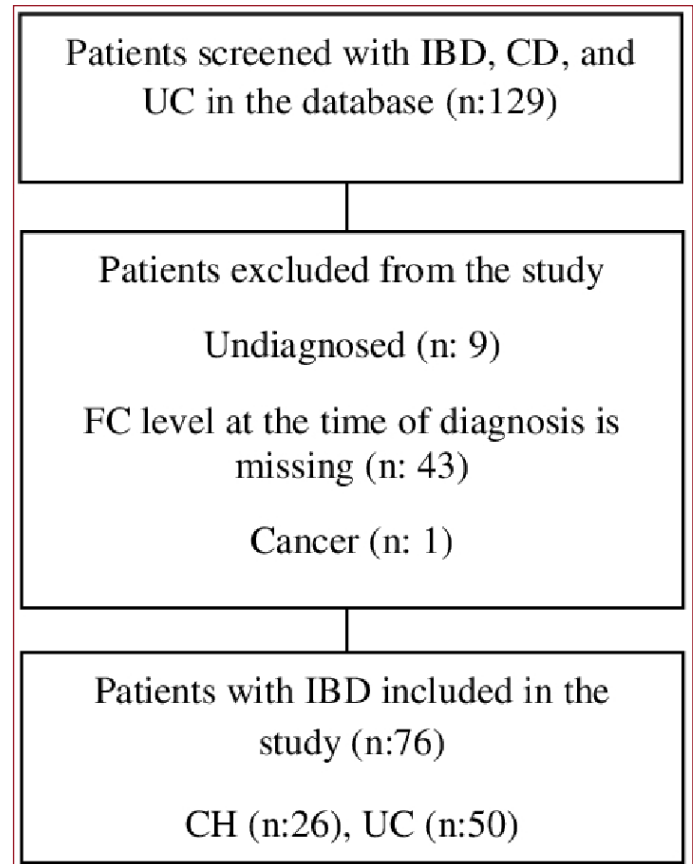 Patients screened with IBD, CD, and
UC in the database (n:129)
Patients excluded from the study
Undiagnosed (n: 9)
FC level at the time of diagnosis is
missing (n: 43)
Cancer (n: 1)
Patients with IBD included in the
study (n:76)
CH (n:26), UC (n:50)